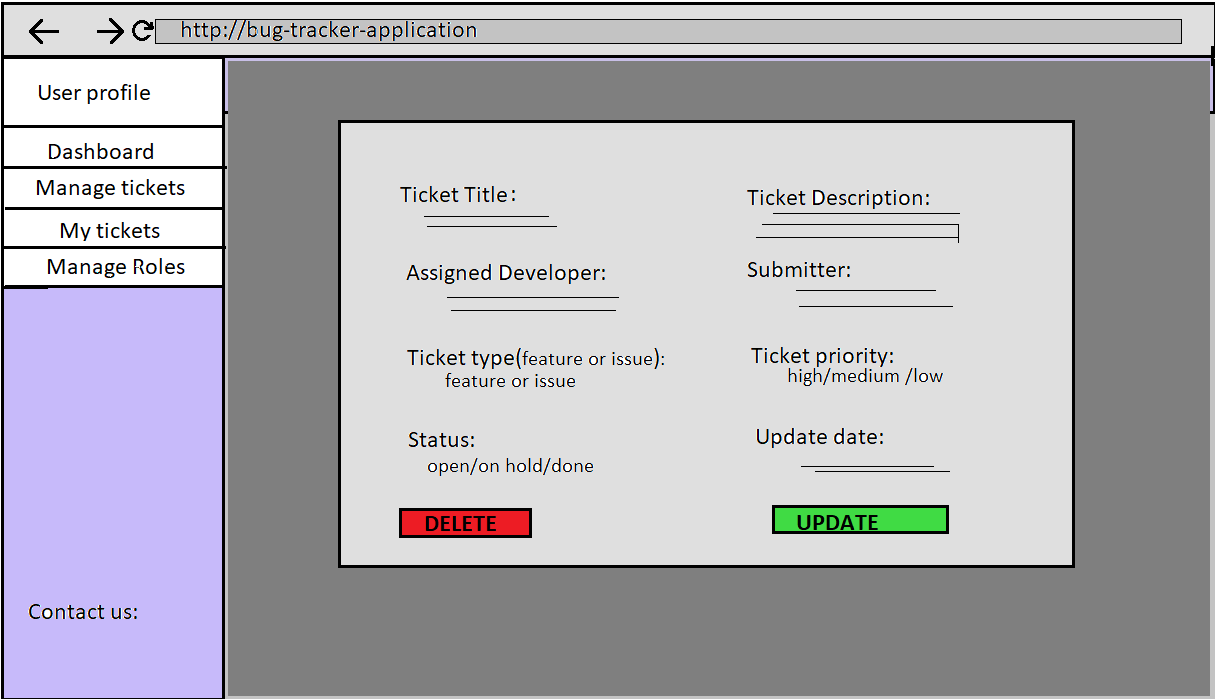 http://bug-tracker-application
User profile
Dashboard
Manage tickets
My tickets
Manage Roles
Contact us:
Ticket Title:
Ticket Description:
Assigned Developer:
Submitter:
Ticket type(feature or issue):
feature or issue
Ticket priority:
high/medium /low
Status:
open/on hold/done
Update date:
DELETE
UPDATE